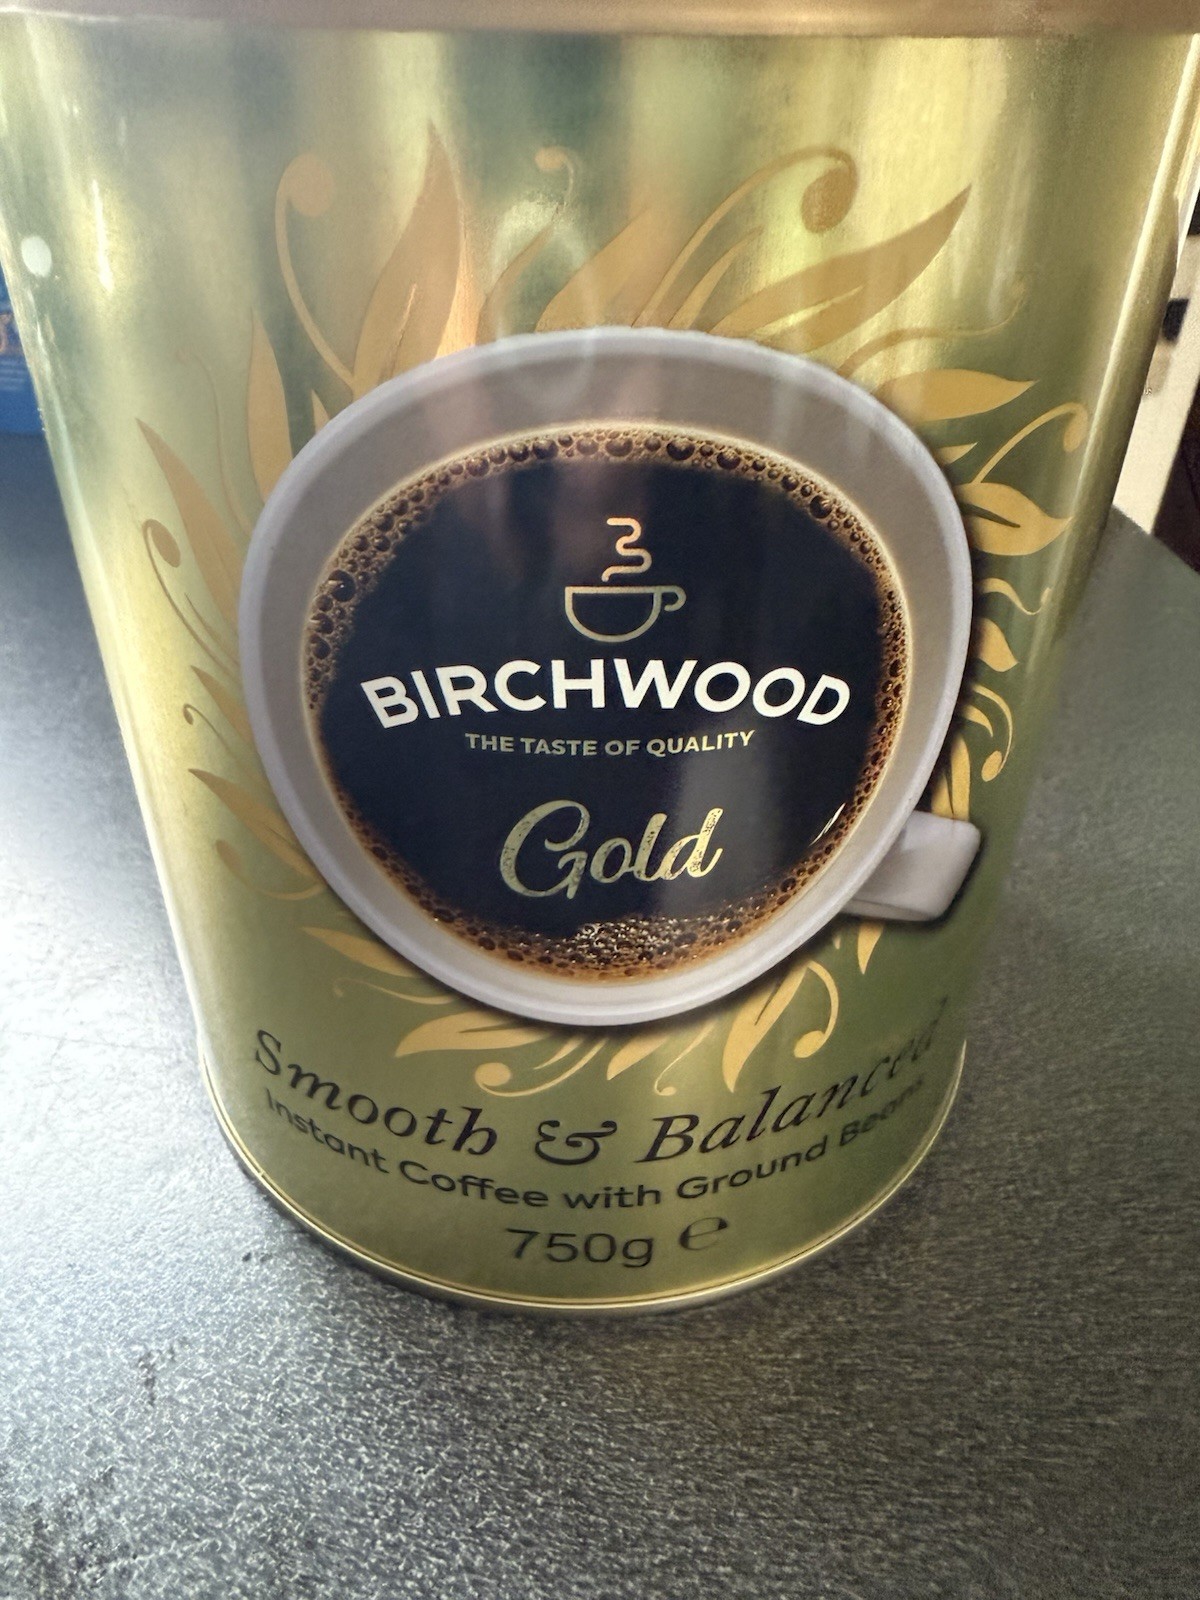 BIRCHWOOD
THE TASTE OF QUALITY
Gold
Smooth & Balanced
Instant Coffee with Ground Beans
750g ℮